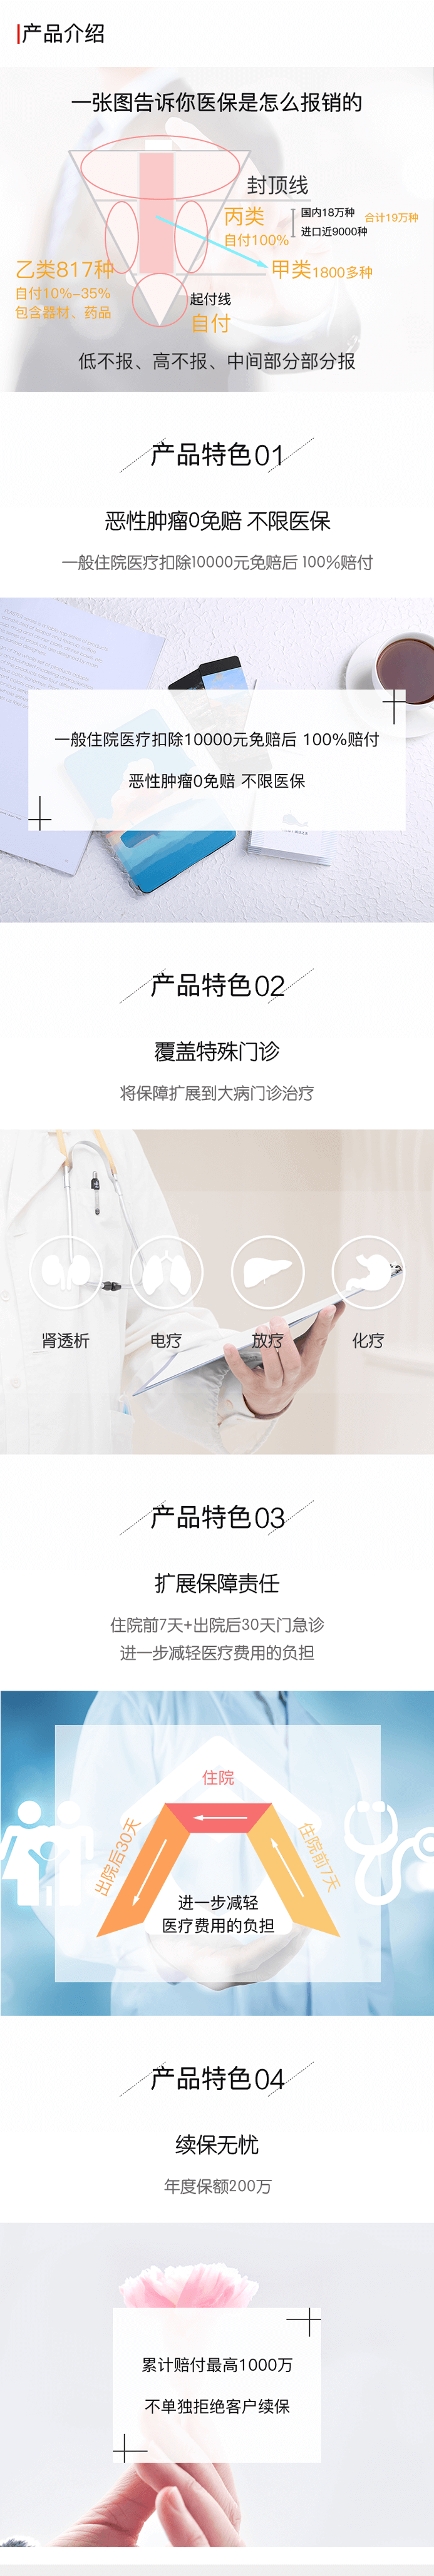 产品介绍
一张图告诉你医保是怎么报销的
封顶线
丙类
自付100%
国内18万种
进口近9000种
合计19万种
乙类817种
自付10%-35%
包含器材、药品
甲类1800多种
起付线
自付
低不报、高不报、中间部分部分报
产品特色01
恶性肿瘤0免赔 不限医保
一般住院医疗扣除10000元免赔后 100%赔付
一般住院医疗扣除10000元免赔后 100%赔付
恶性肿瘤0免赔 不限医保
产品特色02
覆盖特殊门诊
将保障扩展到大病门诊治疗
肾透析 电疗 放疗 化疗
产品特色03
扩展保障责任
住院前7天+出院后30天门急诊
进一步减轻医疗费用的负担
住院
出院后30天
住院前7天
进一步减轻
医疗费用的负担
产品特色04
续保无忧
年度保额200万
累计赔付最高1000万
不单独拒绝客户续保